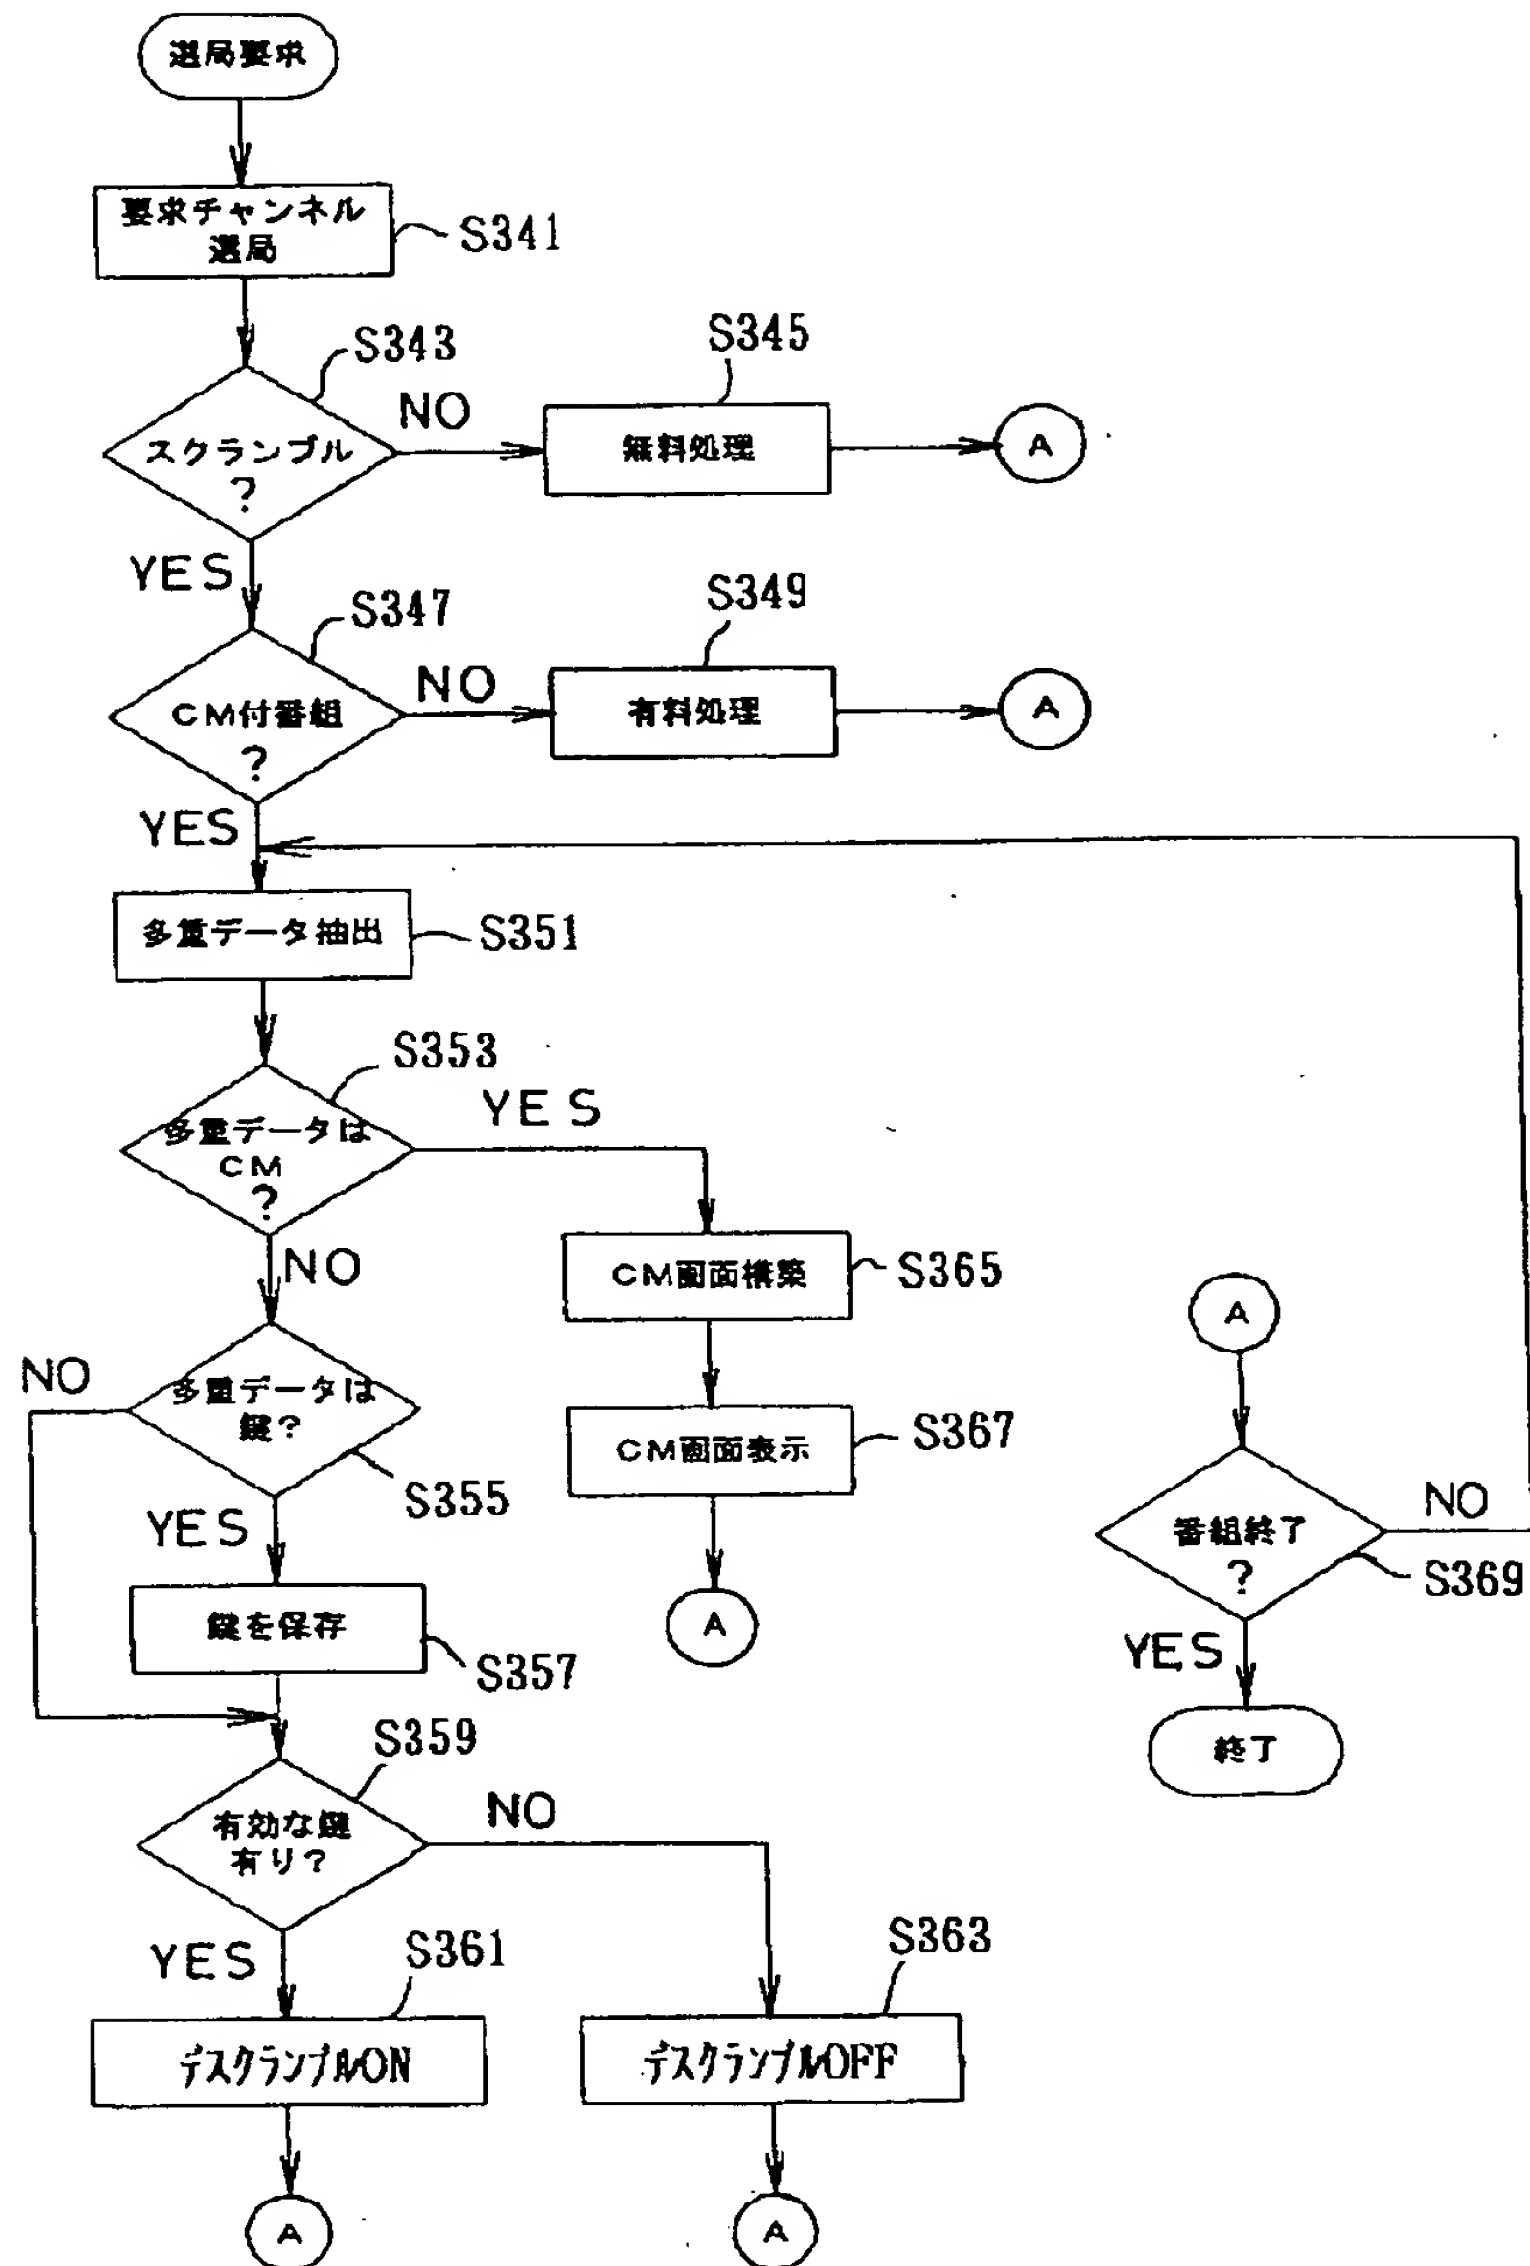 選局要求
要求チャンネル
選局
S341
S343
スクランブル
?
NO
S345
無料処理
A
YES
S347
CM付番組
?
NO
S349
有料処理
A
YES
多重データ抽出
S351
S353
多重データは
CM
?
YES
NO
CM画面構築
S365
CM画面表示
S367
A
NO
多重データは
鍵?
S355
YES
鍵を保存
S357
S359
有効な鍵
有り?
NO
YES
S361
デスクランブルON
A
S363
デスクランブルOFF
A
A
番組終了
?
NO
S369
YES
終了